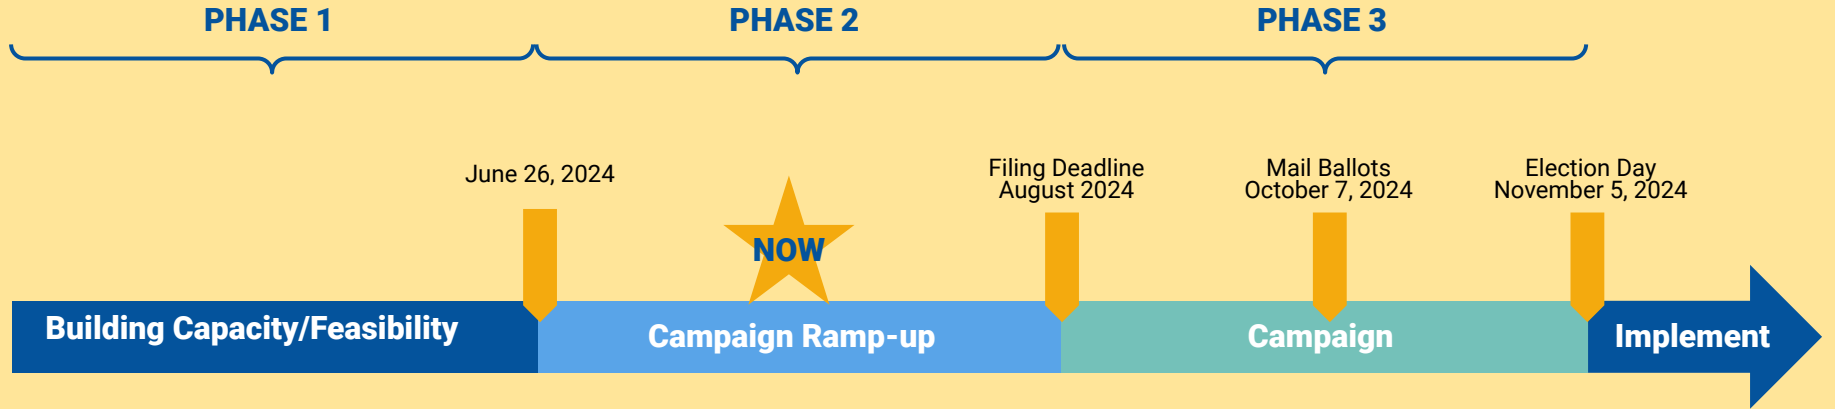 PHASE 1
PHASE 2
PHASE 3
June 26, 2024
Filing Deadline
August 2024
Mail Ballots
October 7, 2024
Election Day
November 5, 2024
NOW
Building Capacity/Feasibility
Campaign Ramp-up
Campaign
Implement